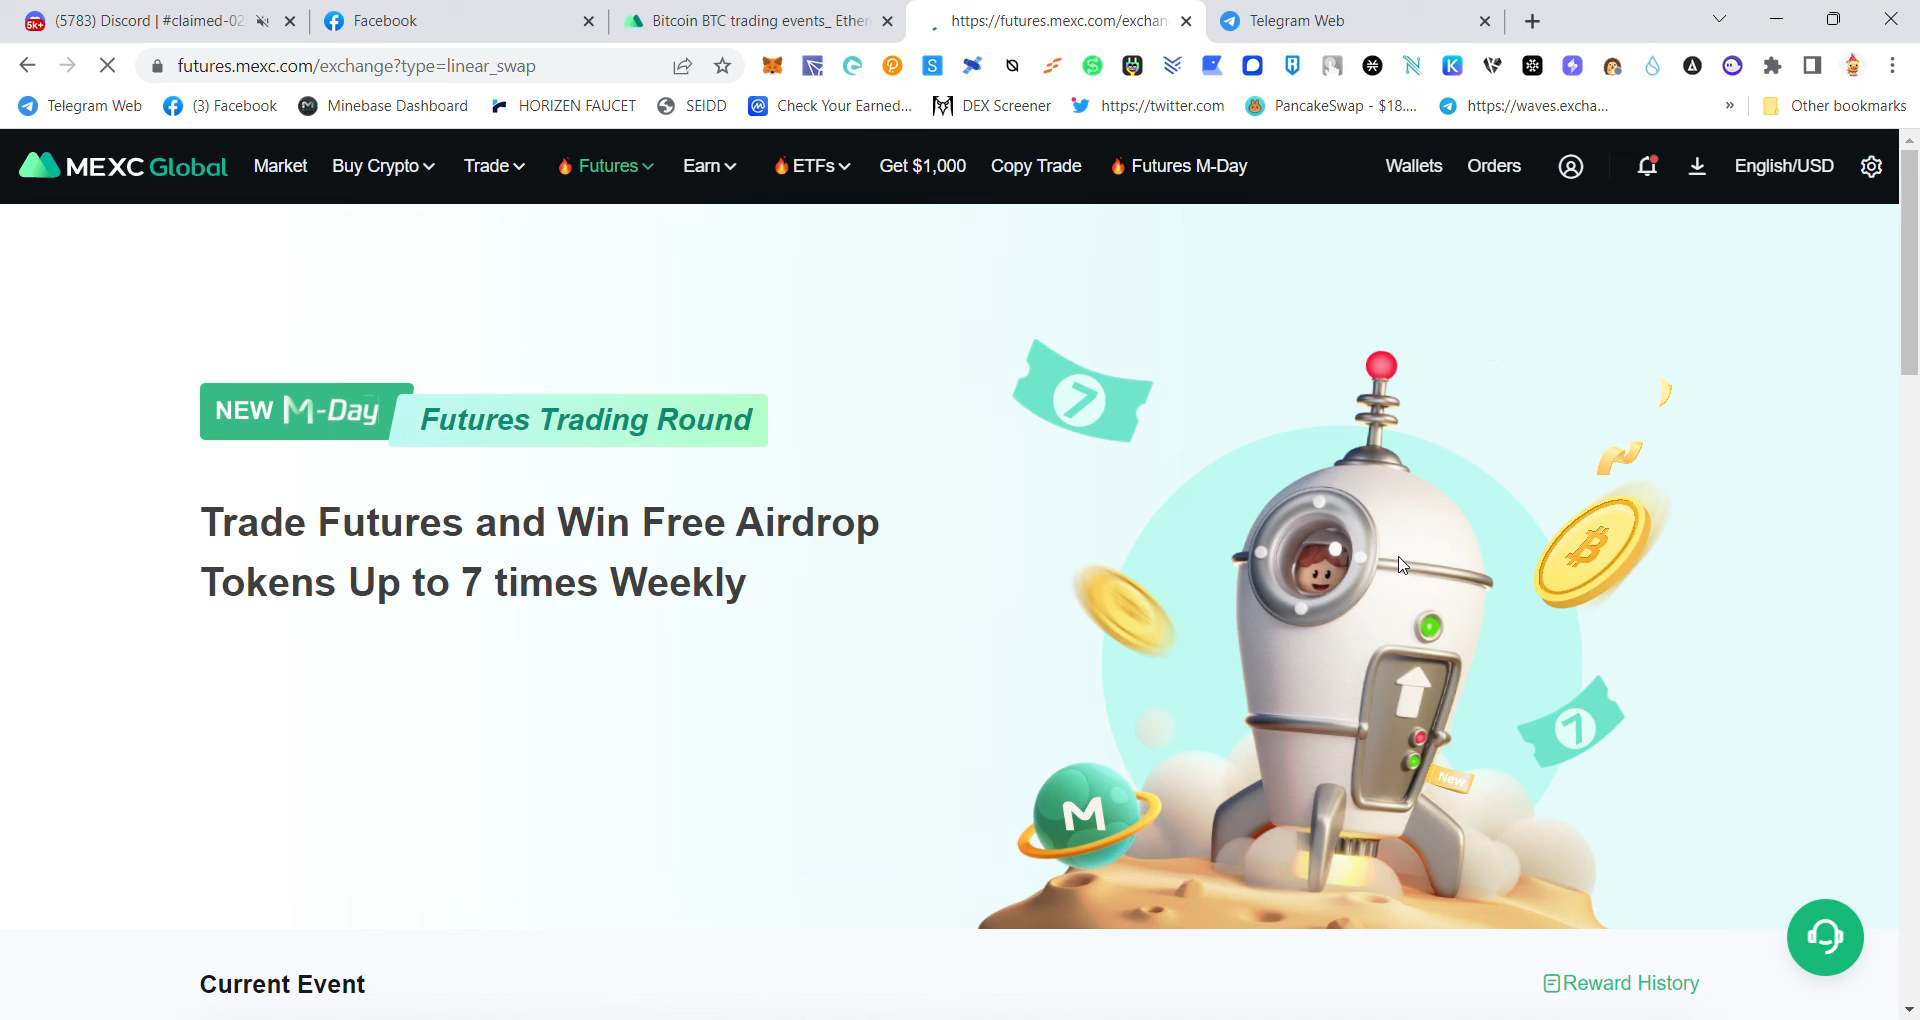 (5783) Discord | #claimed-02
Facebook
Bitcoin BTC trading events_ Ether
https://futures.mexc.com/exchan
Telegram Web
futures.mexc.com/exchange?type=linear_swap
Telegram Web
(3) Facebook
Minebase Dashboard
HORIZEN FAUCET
SEIDD
Check Your Earned...
DEX Screener
https://twitter.com
PancakeSwap - $18....
https://waves.excha...
»
Other bookmarks
MEXC Global
Market
Buy Crypto
Trade
Futures
Earn
ETFs
Get $1,000
Copy Trade
Futures M-Day
Wallets
Orders
English/USD
NEW M-Day
Futures Trading Round
Trade Futures and Win Free Airdrop
Tokens Up to 7 times Weekly
7
7
New
M
Current Event
Reward History